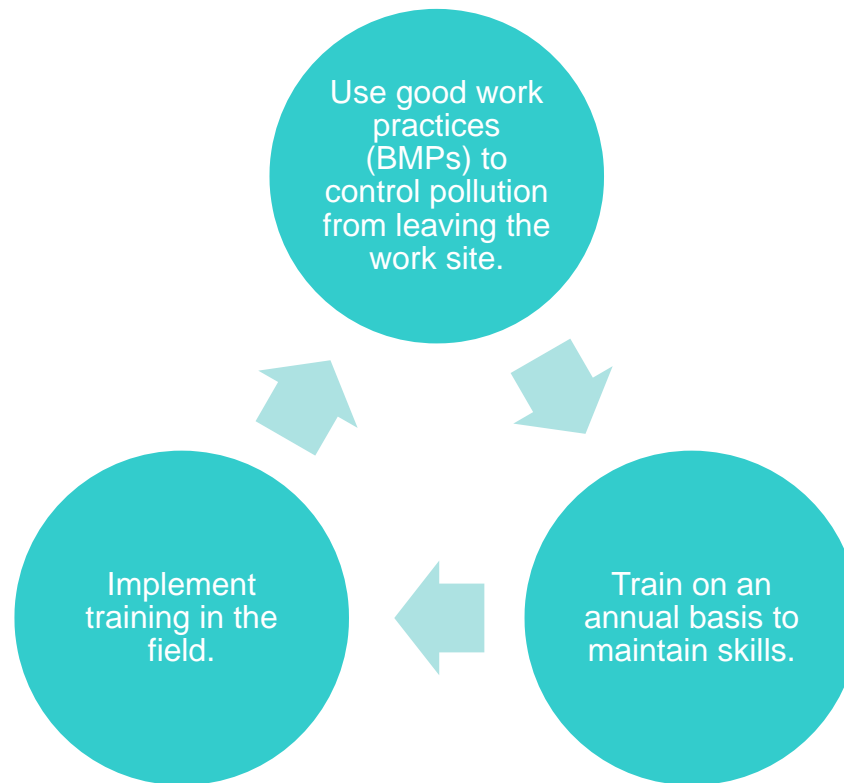 Use good work
practices
(BMPs) to
control pollution
from leaving the
work site.
Train on an
annual basis to
maintain skills.
Implement
training in the
field.